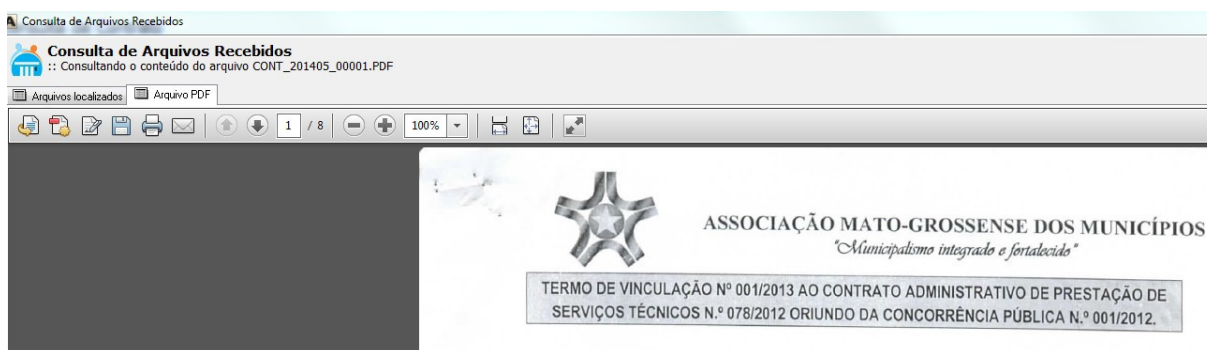 Consulta de Arquivos Recebidos
Consulta de Arquivos Recebidos
:: Consultando o conteúdo do arquivo CONT_201405_00001.PDF
Arquivos localizados Arquivo PDF
1 / 8 100%
ASSOCIAÇÃO MATO-GROSSENSE DOS MUNICÍPIOS
"Municipalismo integrado e fortalecido"
TERMO DE VINCULAÇÃO Nº 001/2013 AO CONTRATO ADMINISTRATIVO DE PRESTAÇÃO DE
SERVIÇOS TÉCNICOS N.º 078/2012 ORIUNDO DA CONCORRÊNCIA PÚBLICA N.º 001/2012.